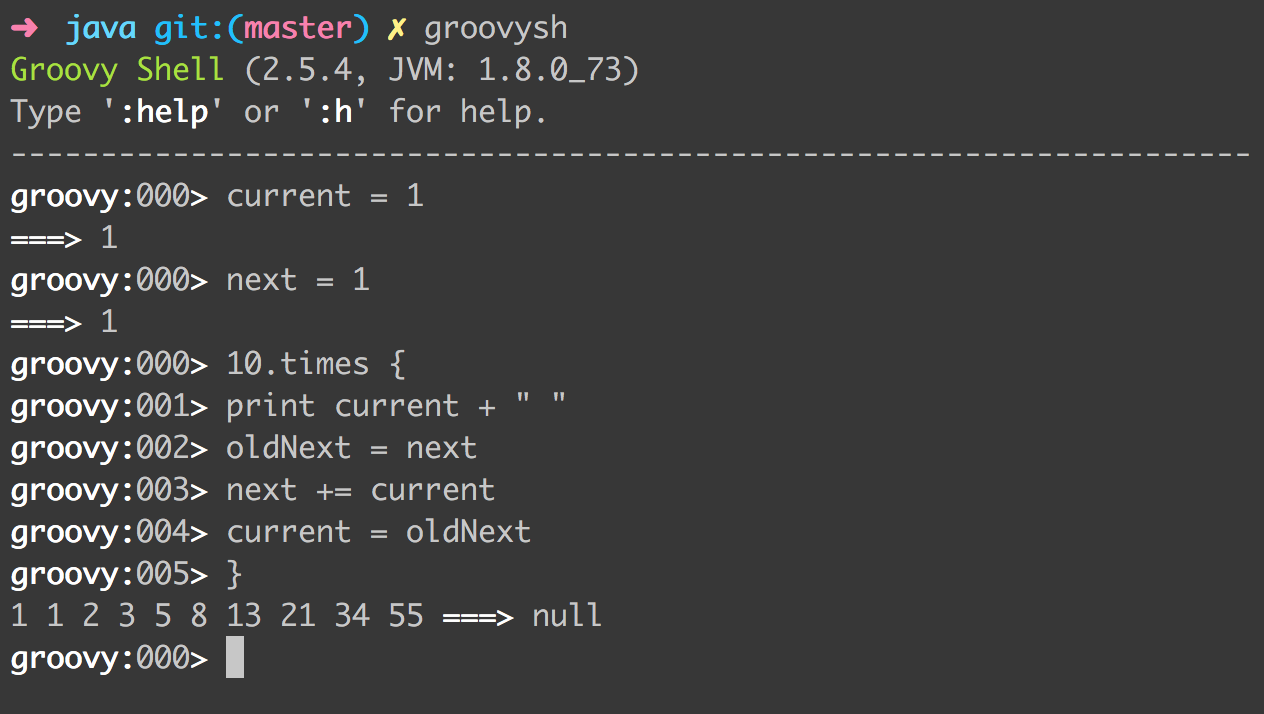 ➜  java git:(master) ✗ groovysh
Groovy Shell (2.5.4, JVM: 1.8.0_73)
Type ':help' or ':h' for help.
---------------------------------------------------------------------
groovy:000> current = 1
===> 1
groovy:000> next = 1
===> 1
groovy:000> 10.times {
groovy:001> print current + " "
groovy:002> oldNext = next
groovy:003> next += current
groovy:004> current = oldNext
groovy:005> }
1 1 2 3 5 8 13 21 34 55 ===> null
groovy:000>